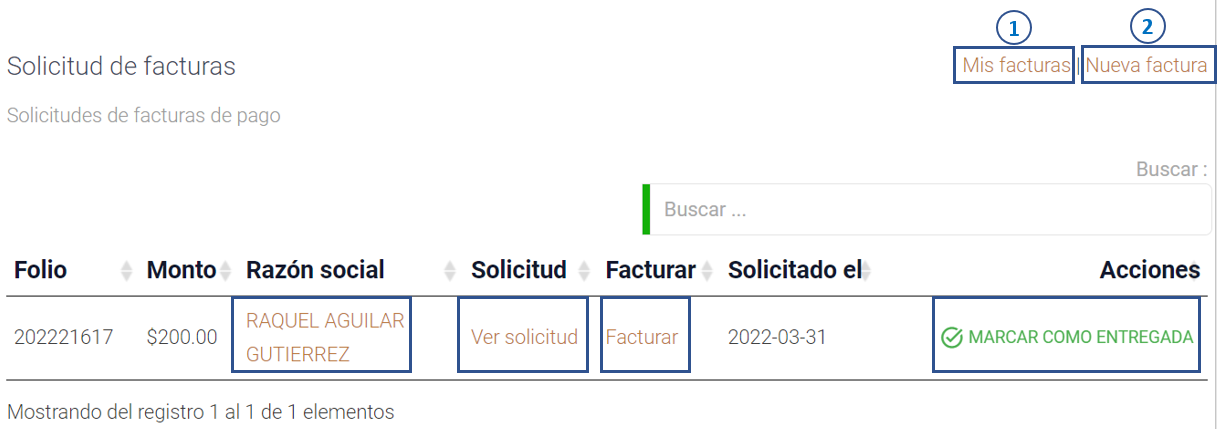 1 2
Solicitud de facturas Mis facturas | Nueva factura
Solicitudes de facturas de pago
Buscar :
Buscar ...
Folio Monto Razón social Solicitud Facturar Solicitado el Acciones
202221617 $200.00 RAQUEL AGUILAR GUTIERREZ Ver solicitud Facturar 2022-03-31 MARCAR COMO ENTREGADA
Mostrando del registro 1 al 1 de 1 elementos